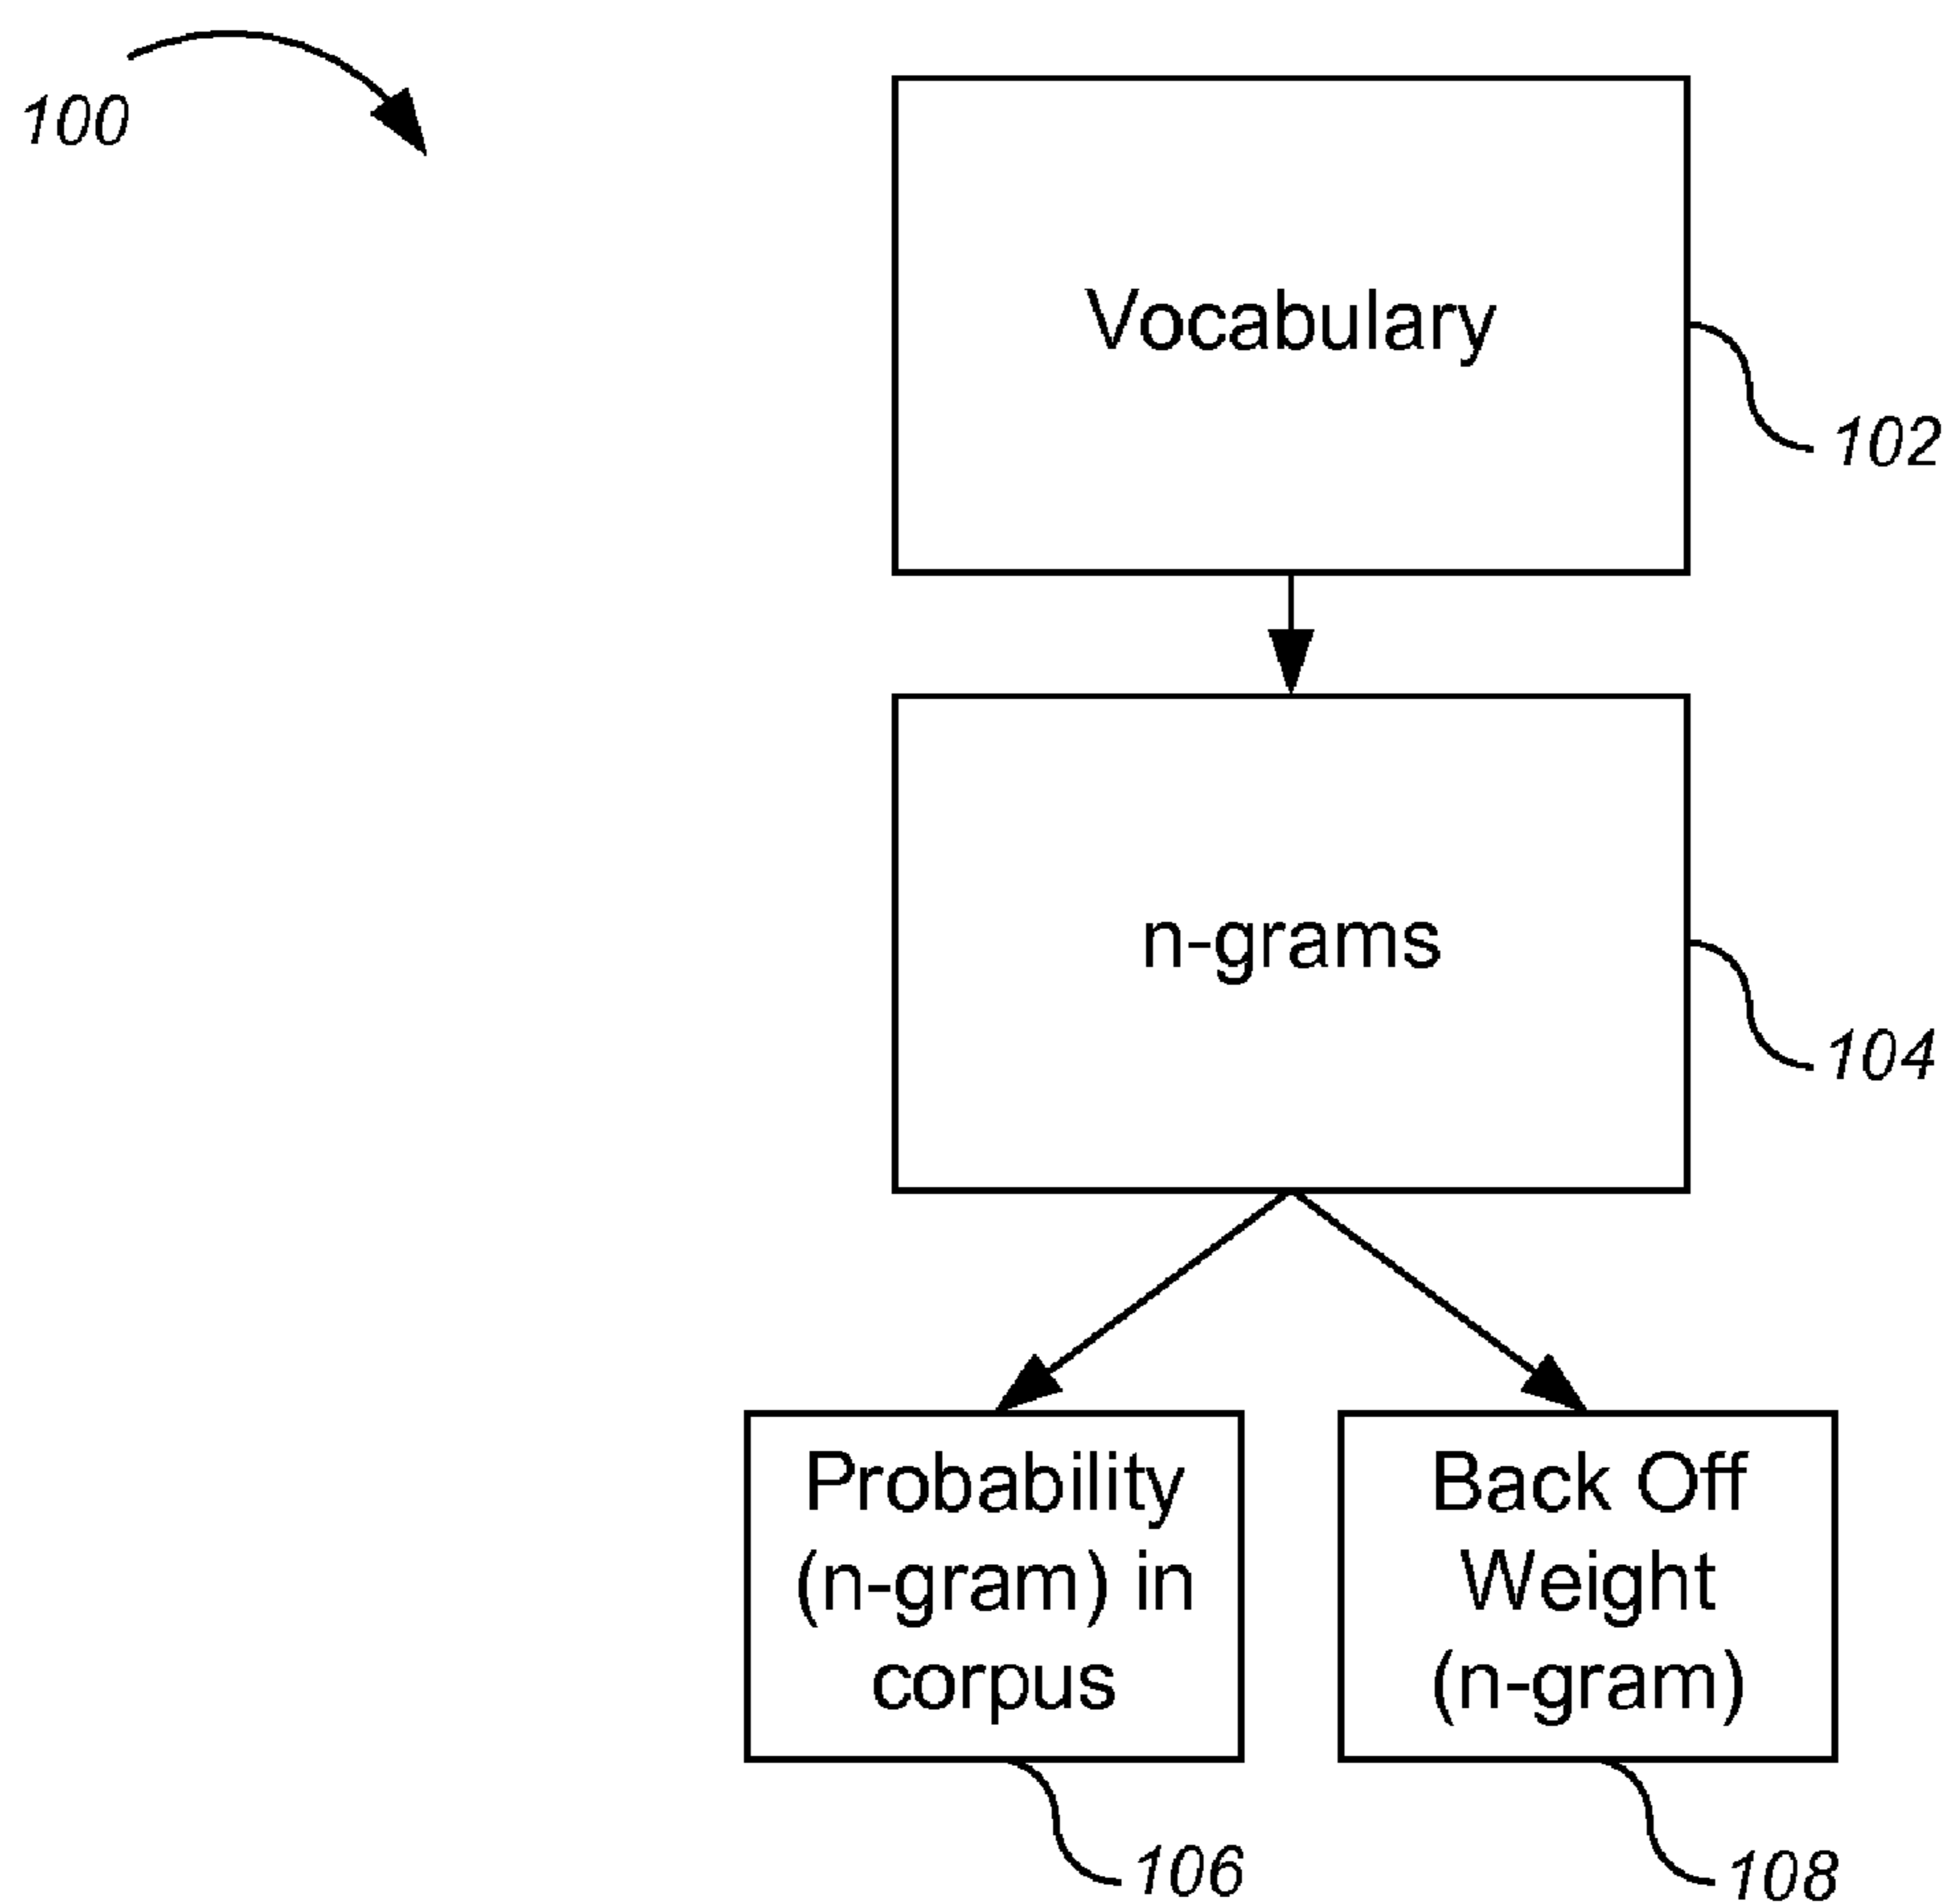 100
Vocabulary
102
n-grams
104
Probability
(n-gram) in
corpus
Back Off
Weight
(n-gram)
106
108